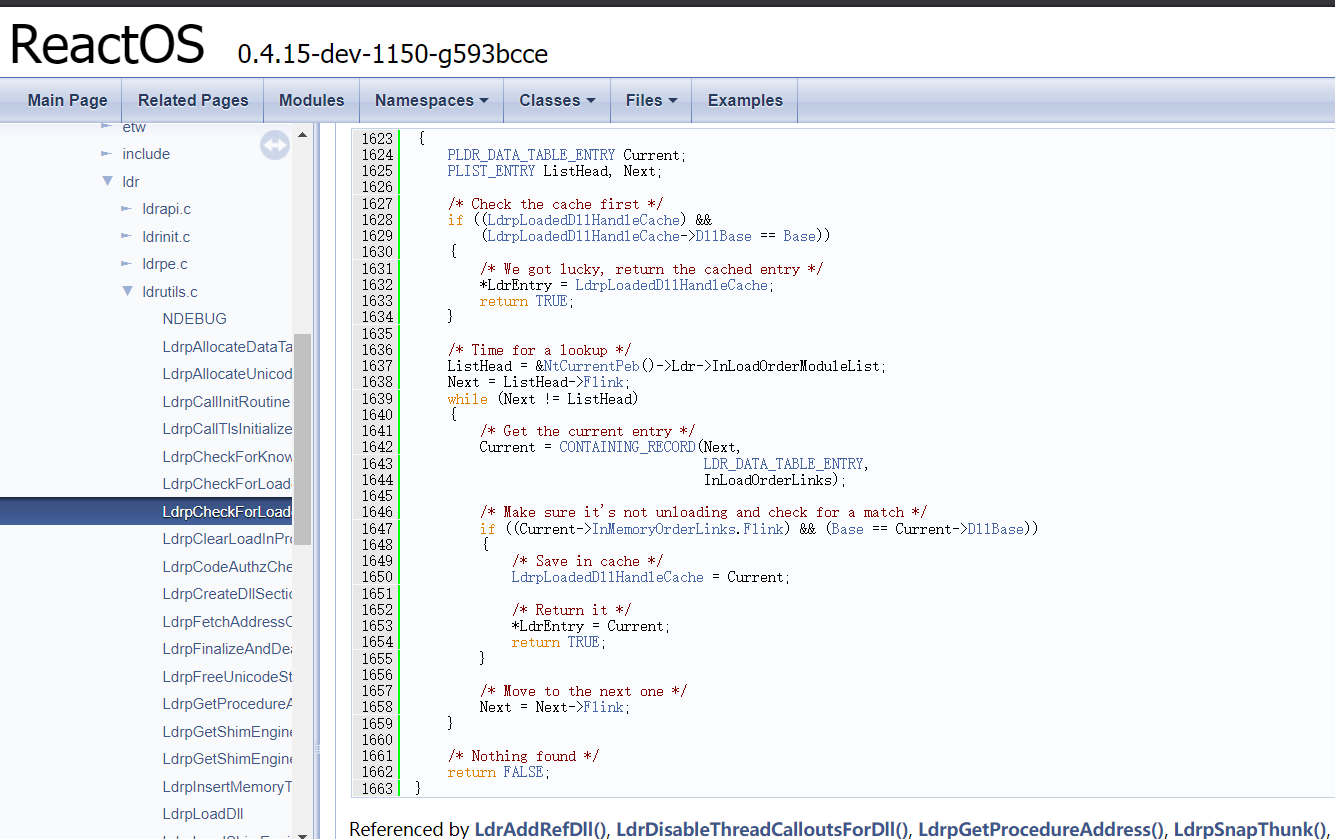 ReactOS 0.4.15-dev-1150-g593bcce
Main Page Related Pages Modules Namespaces Classes Files Examples
etw
include
ldr
ldrapi.c
ldrinit.c
ldrpe.c
ldrutils.c
NDEBUG
LdrpAllocateDataTa
LdrpAllocateUnicod
LdrpCallInitRoutine
LdrpCallTlsInitialize
LdrpCheckForKnow
LdrpCheckForLoad
LdrpCheckForLoad
LdrpClearLoadInPro
LdrpCodeAuthzChe
LdrpCreateDllSectio
LdrpFetchAddressO
LdrpFinalizeAndDea
LdrpFreeUnicodeSt
LdrpGetProcedureA
LdrpGetShimEngine
LdrpGetShimEngine
LdrpInsertMemoryT
LdrpLoadDll
1623 {
1624 PLDR_DATA_TABLE_ENTRY Current;
1625 PLIST_ENTRY ListHead, Next;
1626
1627 /* Check the cache first */
1628 if ((LdrpLoadedDllHandleCache) &&
1629 (LdrpLoadedDllHandleCache->DllBase == Base))
1630 {
1631 /* We got lucky, return the cached entry */
1632 *LdrEntry = LdrpLoadedDllHandleCache;
1633 return TRUE;
1634 }
1635
1636 /* Time for a lookup */
1637 ListHead = &NtCurrentPeb()->Ldr->InLoadOrderModuleList;
1638 Next = ListHead->Flink;
1639 while (Next != ListHead)
1640 {
1641 /* Get the current entry */
1642 Current = CONTAINING_RECORD(Next,
1643 LDR_DATA_TABLE_ENTRY,
1644 InLoadOrderLinks);
1645
1646 /* Make sure it's not unloading and check for a match */
1647 if ((Current->InMemoryOrderLinks.Flink) && (Base == Current->DllBase))
1648 {
1649 /* Save in cache */
1650 LdrpLoadedDllHandleCache = Current;
1651
1652 /* Return it */
1653 *LdrEntry = Current;
1654 return TRUE;
1655 }
1656
1657 /* Move to the next one */
1658 Next = Next->Flink;
1659 }
1660
1661 /* Nothing found */
1662 return FALSE;
1663 }
Referenced by LdrAddRefDll(), LdrDisableThreadCalloutsForDll(), LdrpGetProcedureAddress(), LdrpSnapThunk(),